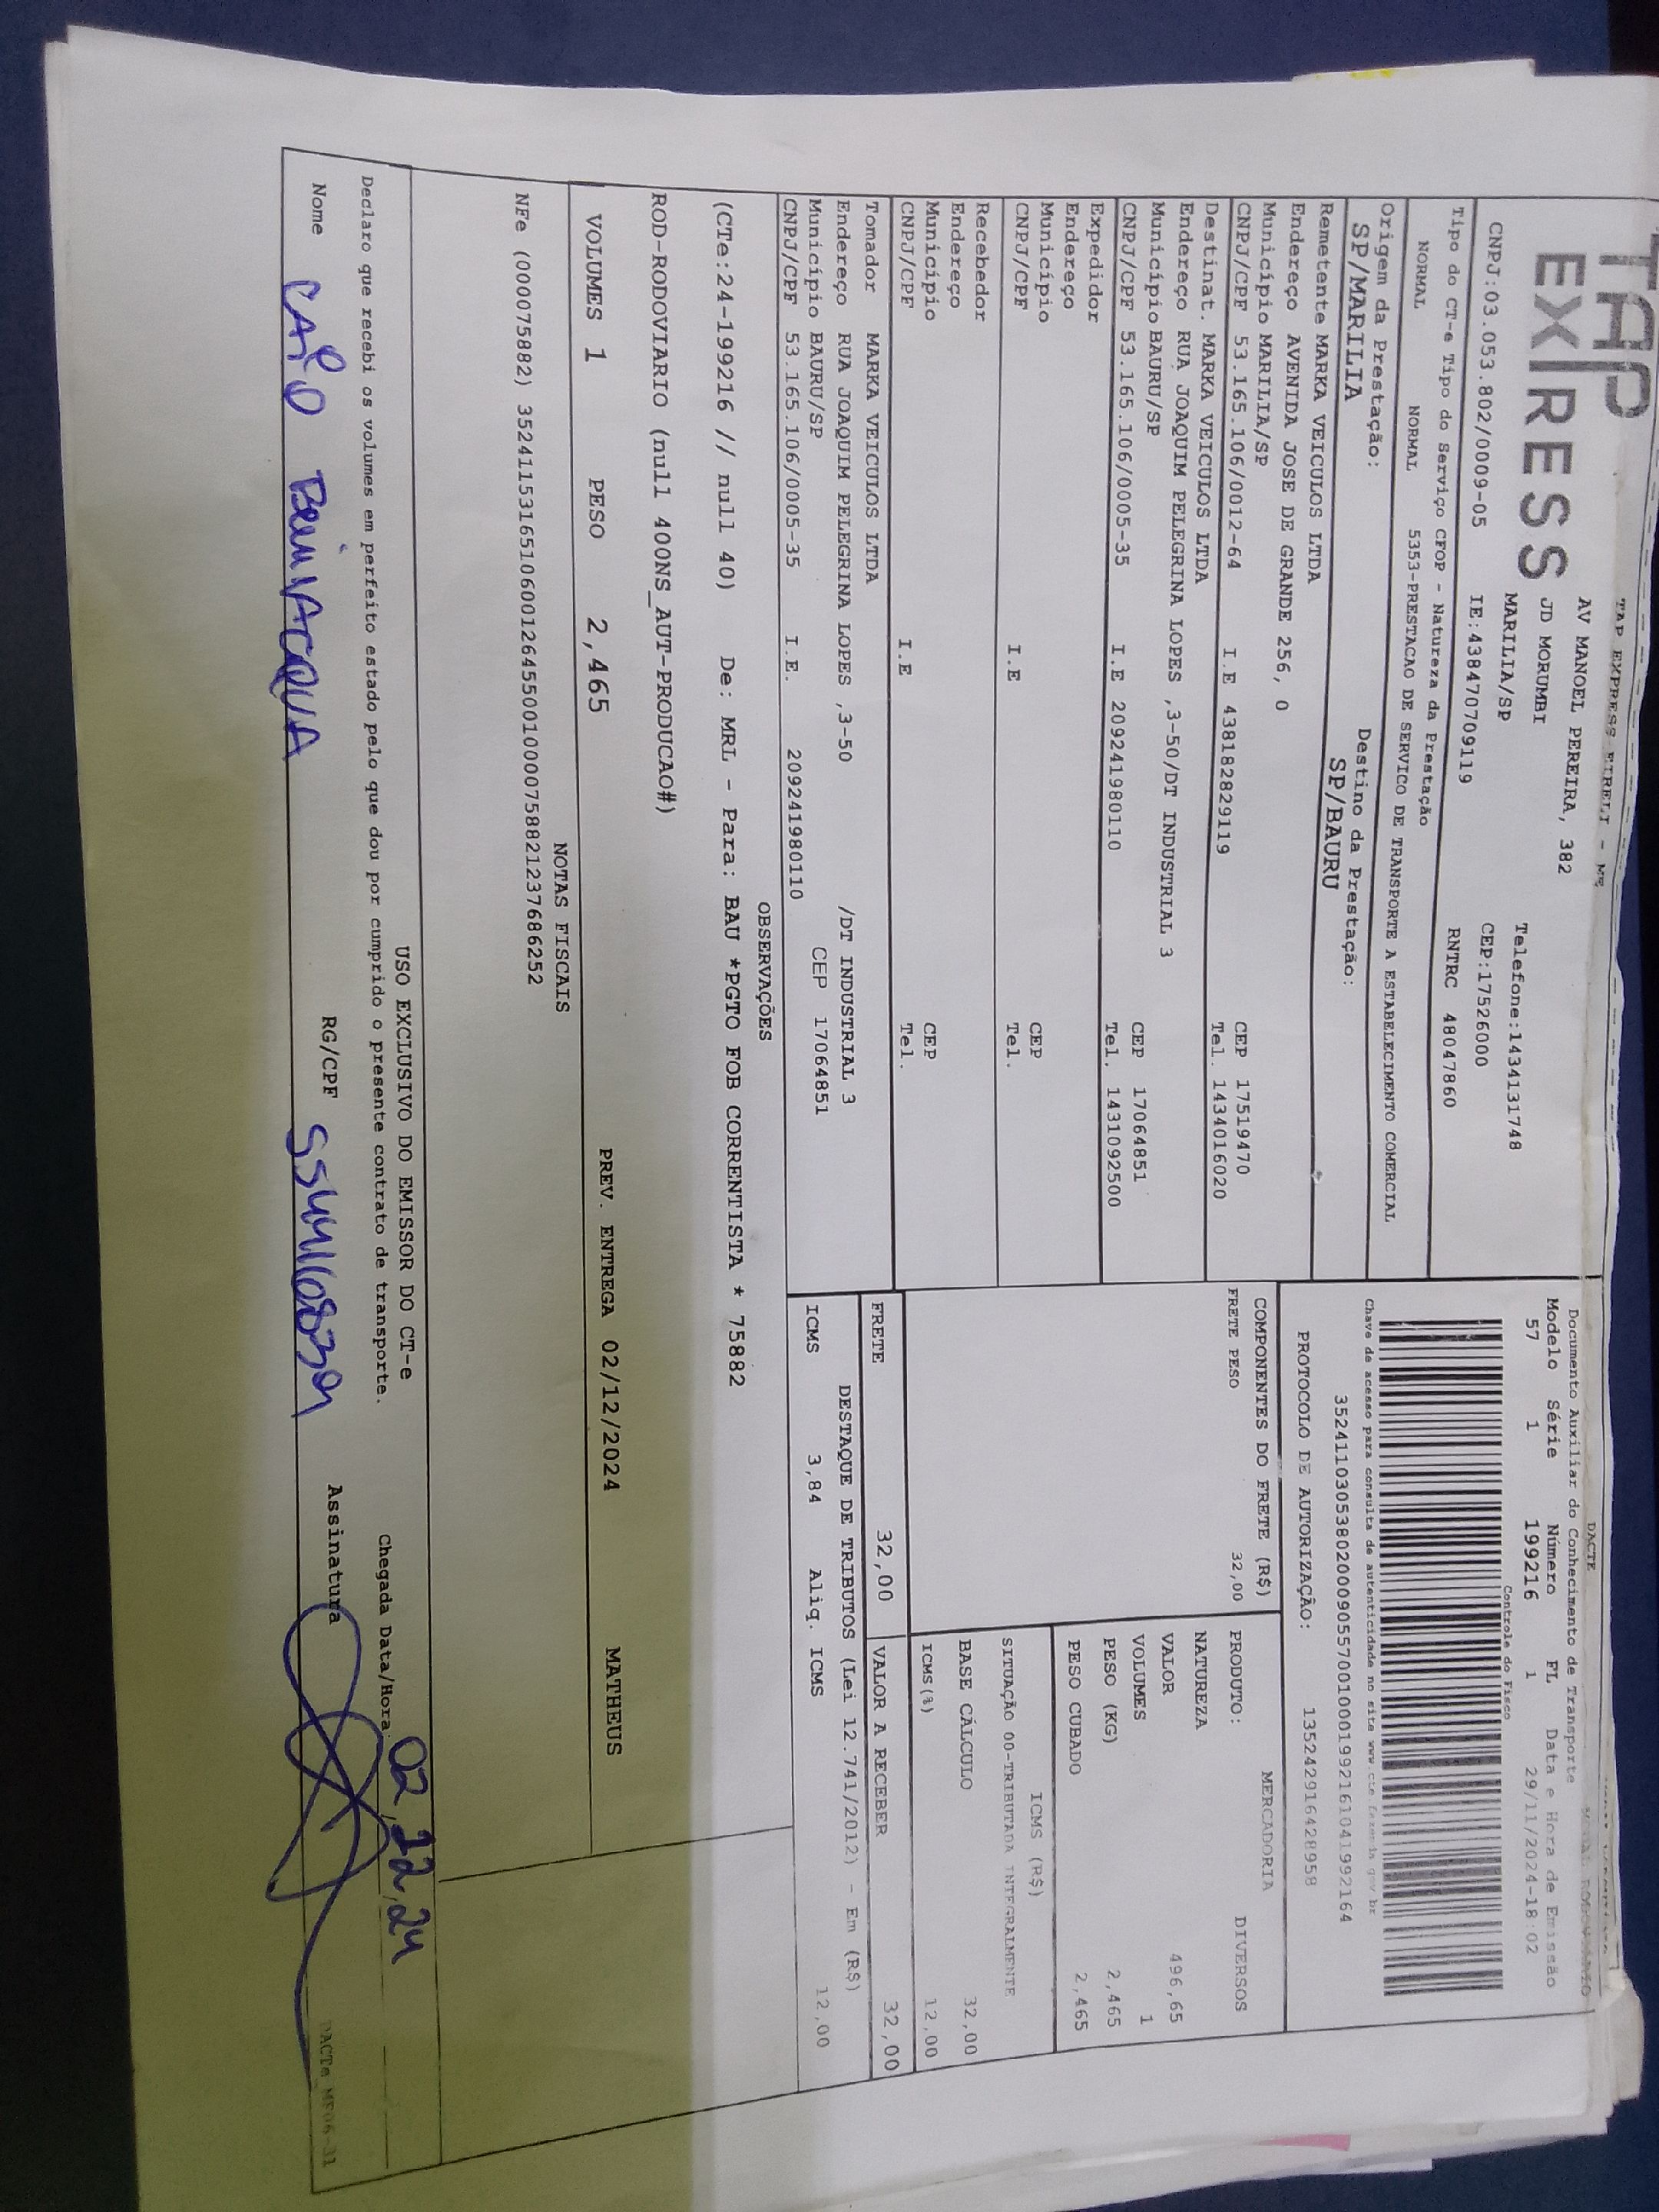 TAP EXPRESS EIRELI - ME
TAP
EXPRESS
AV MANOEL PEREIRA, 382
JD MORUMBI
MARILIA/SP
Telefone:1434131748
CEP:17526000
CNPJ:03.053.802/0009-05 IE:438470709119 RNTRC 48047860
Tipo do CT-e Tipo do Serviço CFOP - Natureza da Prestação
NORMAL NORMAL 5353-PRESTACAO DE SERVICO DE TRANSPORTE A ESTABELECIMENTO COMERCIAL
Origem da Prestação: Destino da Prestação:
SP/MARILIA SP/BAURU
DACTE
Documento Auxiliar do Conhecimento de Transporte
Modelo Série Número FL Data e Hora de Emissão
57 1 199216 1 29/11/2024-18:02
Controle do Fisco
Chave de acesso para consulta de autenticidade no site www.cte.fazenda.gov.br
35241103053802000905570010001992161041992164
PROTOCOLO DE AUTORIZAÇÃO: 135242916428958
Remetente MARKA VEICULOS LTDA
Endereço AVENIDA JOSE DE GRANDE 256, 0
Município MARILIA/SP CEP 17519470
CNPJ/CPF 53.165.106/0012-64 I.E 438182829119 Tel. 1434016020
Destinat. MARKA VEICULOS LTDA
Endereço RUA JOAQUIM PELEGRINA LOPES ,3-50/DT INDUSTRIAL 3
Município BAURU/SP CEP 17064851
CNPJ/CPF 53.165.106/0005-35 I.E 209241980110 Tel. 1431092500
Expedidor
Endereço
Município CEP
CNPJ/CPF I.E Tel.
Recebedor
Endereço
Município CEP
CNPJ/CPF I.E Tel.
Tomador MARKA VEICULOS LTDA
Endereço RUA JOAQUIM PELEGRINA LOPES ,3-50 /DT INDUSTRIAL 3
Município BAURU/SP CEP 17064851
CNPJ/CPF 53.165.106/0005-35 I.E. 209241980110
COMPONENTES DO FRETE (R$)
FRETE PESO 32,00
MERCADORIA
PRODUTO: DIVERSOS
NATUREZA
VALOR 496,65
VOLUMES 1
PESO (KG) 2,465
PESO CUBADO 2,465
ICMS (R$)
SITUAÇÃO 00-TRIBUTADA INTEGRALMENTE
BASE CÁLCULO 32,00
ICMS(%) 12,00
FRETE 32,00 VALOR A RECEBER 32,00
DESTAQUE DE TRIBUTOS (Lei 12.741/2012) - Em (R$)
ICMS 3,84 Aliq. ICMS 12,00
OBSERVAÇÕES
(CTe:24-199216 // null 40) De: MRL - Para: BAU *PGTO FOB CORRENTISTA * 75882
ROD-RODOVIARIO (null 400NS_AUT-PRODUCAO#)
VOLUMES 1 PESO 2,465 PREV. ENTREGA 02/12/2024 MATHEUS
NOTAS FISCAIS
NFe (000075882) 35241153165106001264550010000758821237686252
USO EXCLUSIVO DO EMISSOR DO CT-e
Declaro que recebi os volumes em perfeito estado pelo que dou por cumprido o presente contrato de transporte.
Chegada Data/Hora 02,12,24
Nome CAIO BEVILACQUA RG/CPF Assinatura
DACTe MF06-31